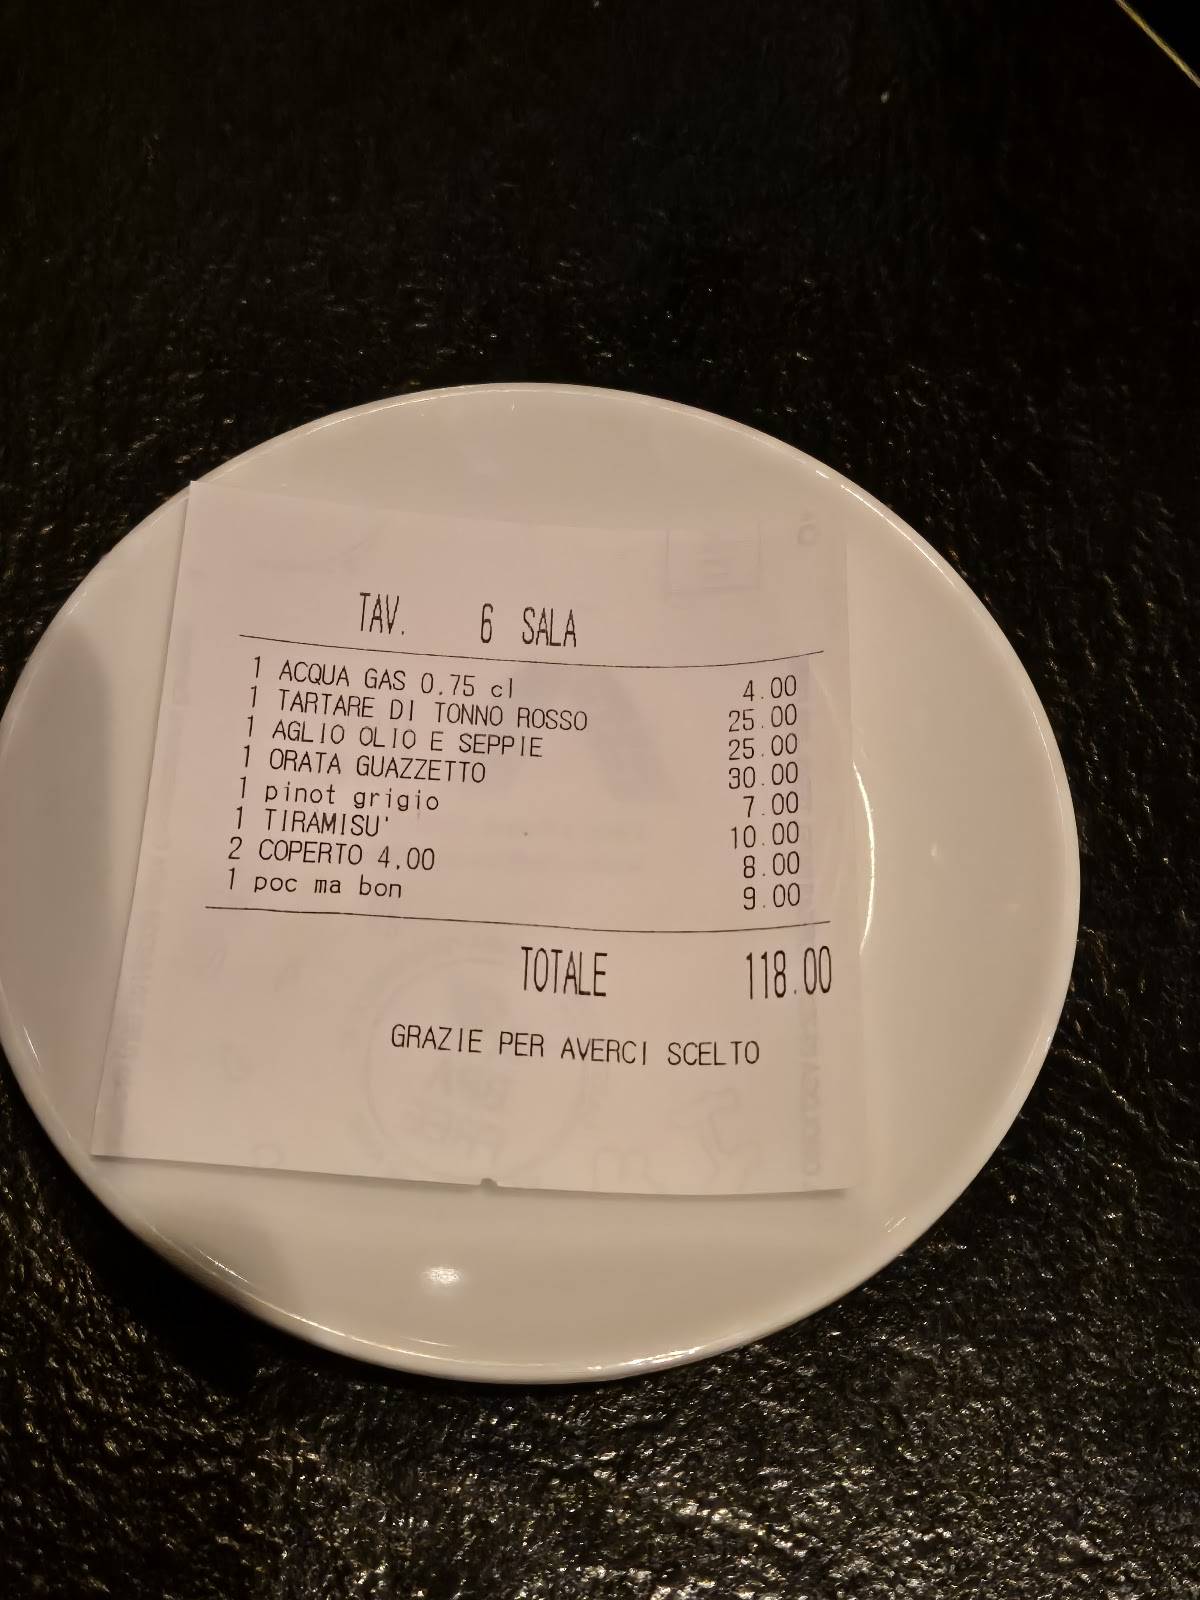 TAV. 6 SALA
1 ACQUA GAS 0.75 cl 4.00
1 TARTARE DI TONNO ROSSO 25.00
1 AGLIO OLIO E SEPPIE 25.00
1 ORATA GUAZZETTO 30.00
1 pinot grigio 7.00
1 TIRAMISU' 10.00
2 COPERTO 4.00 8.00
1 poc ma bon 9.00
TOTALE 118.00
GRAZIE PER AVERCI SCELTO